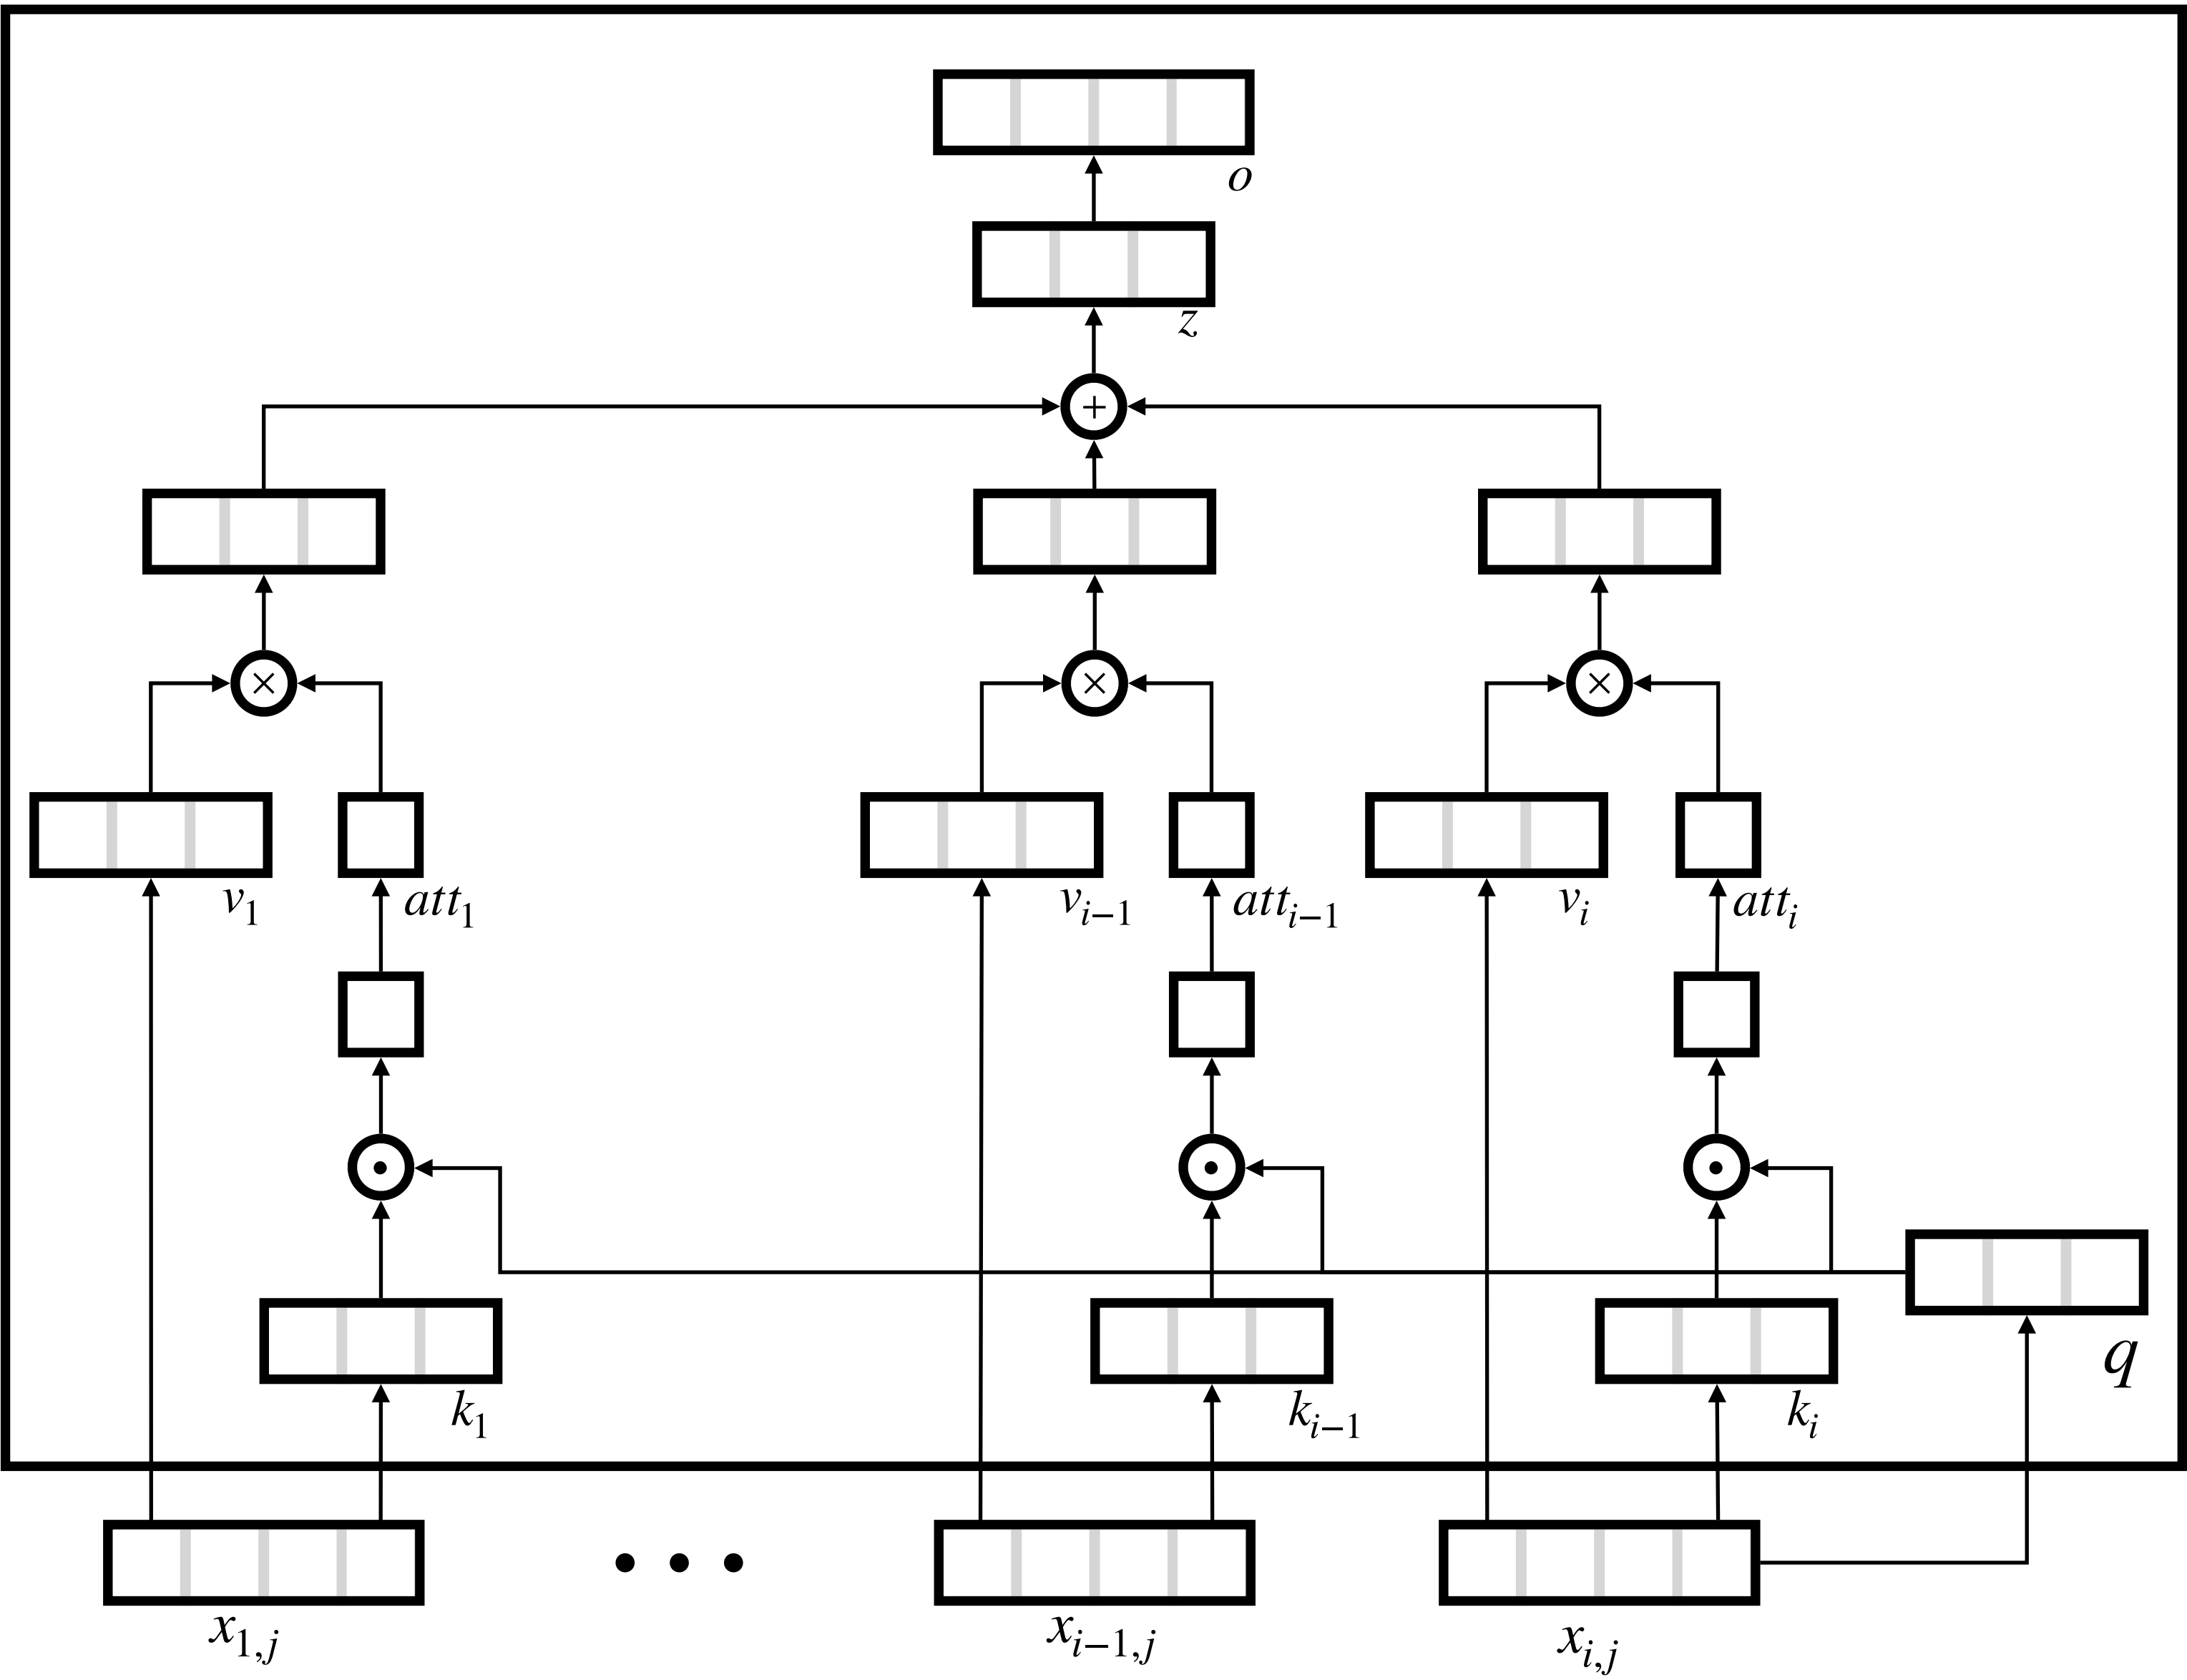 o
z
+
× × ×
v₁ att₁ vᵢ₋₁ attᵢ₋₁ vᵢ attᵢ
q
k₁ kᵢ₋₁ kᵢ
• • •
x₁,ⱼ xᵢ₋₁,ⱼ xᵢ,ⱼ